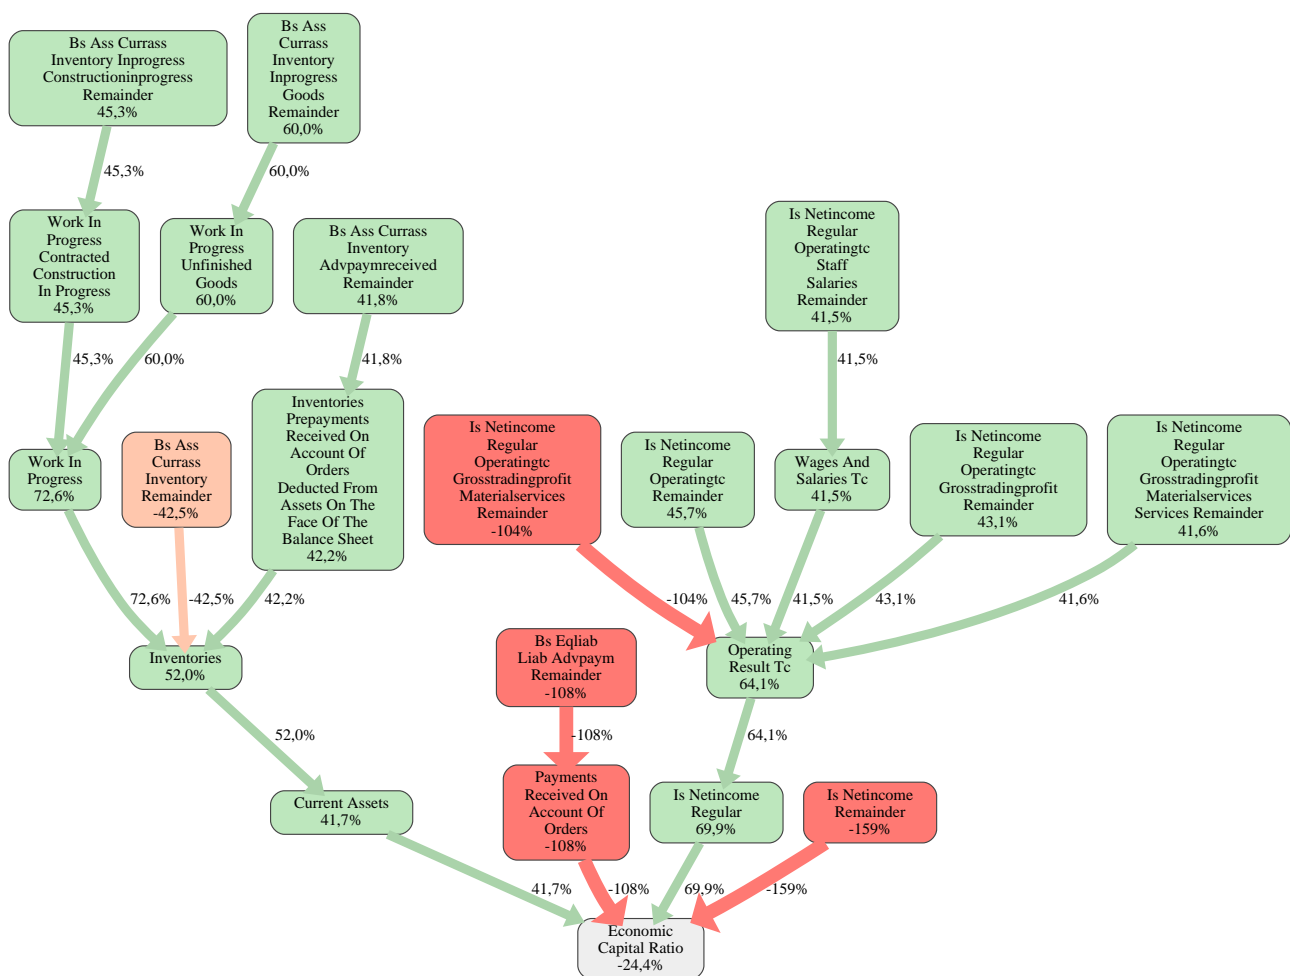 Bs Ass Currass
Inventory Inprogress
Constructioninprogress
Remainder
45,3%
Bs Ass
Currass
Inventory
Inprogress
Goods
Remainder
60,0%
45,3%
60,0%
Work In
Progress
Contracted
Construction
In Progress
45,3%
Work In
Progress
Unfinished
Goods
60,0%
Bs Ass Currass
Inventory
Advpaymreceived
Remainder
41,8%
Is Netincome
Regular
Operatingtc
Staff
Salaries
Remainder
41,5%
45,3%
60,0%
41,8%
41,5%
Work In
Progress
72,6%
Bs Ass
Currass
Inventory
Remainder
-42,5%
Inventories
Prepayments
Received On
Account Of
Orders
Deducted From
Assets On The
Face Of The
Balance Sheet
42,2%
Is Netincome
Regular
Operatingtc
Grosstradingprofit
Materialservices
Remainder
-104%
Is Netincome
Regular
Operatingtc
Remainder
45,7%
Wages And
Salaries Tc
41,5%
Is Netincome
Regular
Operatingtc
Grosstradingprofit
Remainder
43,1%
Is Netincome
Regular
Operatingtc
Grosstradingprofit
Materialservices
Services Remainder
41,6%
72,6%
-42,5%
42,2%
-104%
45,7%
41,5%
43,1%
41,6%
Inventories
52,0%
Bs Eqliab
Liab Advpaym
Remainder
-108%
Operating
Result Tc
64,1%
52,0%
-108%
64,1%
Current Assets
41,7%
Payments
Received On
Account Of
Orders
-108%
Is Netincome
Regular
69,9%
Is Netincome
Remainder
-159%
41,7%
-108%
69,9%
-159%
Economic
Capital Ratio
-24,4%